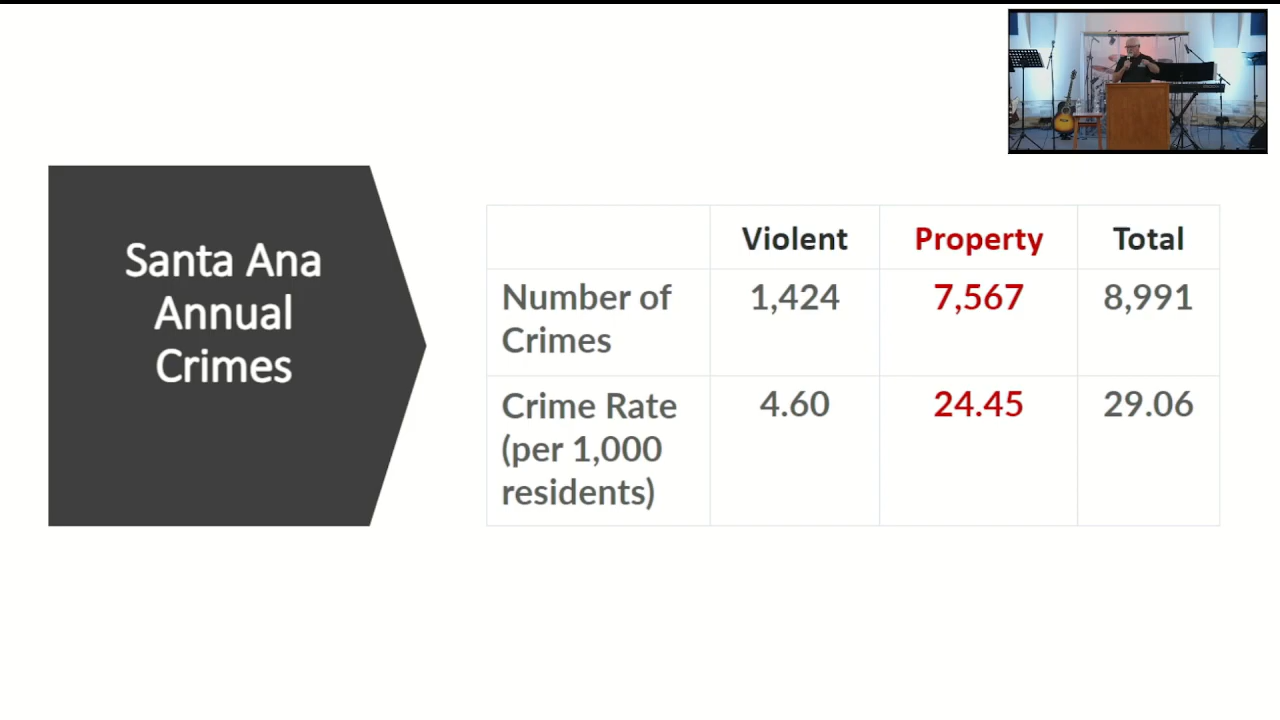 Santa Ana
Annual
Crimes
Violent Property Total
Number of
Crimes
1,424 7,567 8,991
Crime Rate
(per 1,000
residents)
4.60 24.45 29.06